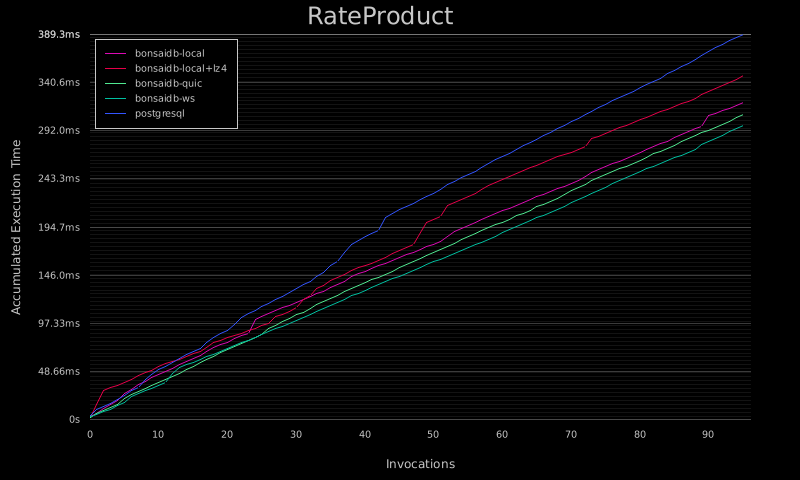 RateProduct
389.3ms
340.6ms
292.0ms
243.3ms
194.7ms
146.0ms
97.33ms
48.66ms
0s
Accumulated Execution Time
bonsaidb-local
bonsaidb-local+lz4
bonsaidb-quic
bonsaidb-ws
postgresql
0 10 20 30 40 50 60 70 80 90
Invocations